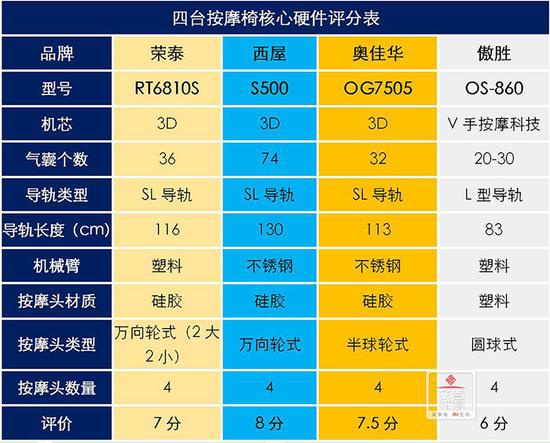 四台按摩椅核心硬件评分表
品牌 荣泰 西屋 奥佳华 傲胜
型号 RT6810S S500 OG7505 OS-860
机芯 3D 3D 3D V 手按摩科技
气囊个数 36 74 32 20-30
导轨类型 SL 导轨 SL 导轨 SL 导轨 L 型导轨
导轨长度（cm） 116 130 113 83
机械臂 塑料 不锈钢 不锈钢 塑料
按摩头材质 硅胶 硅胶 硅胶 塑料
按摩头类型 万向轮式（2 大 万向轮式 半球轮式 圆球式
2 小）
按摩头数量 4 4 4 4
评价 7 分 8 分 7.5 分 6 分